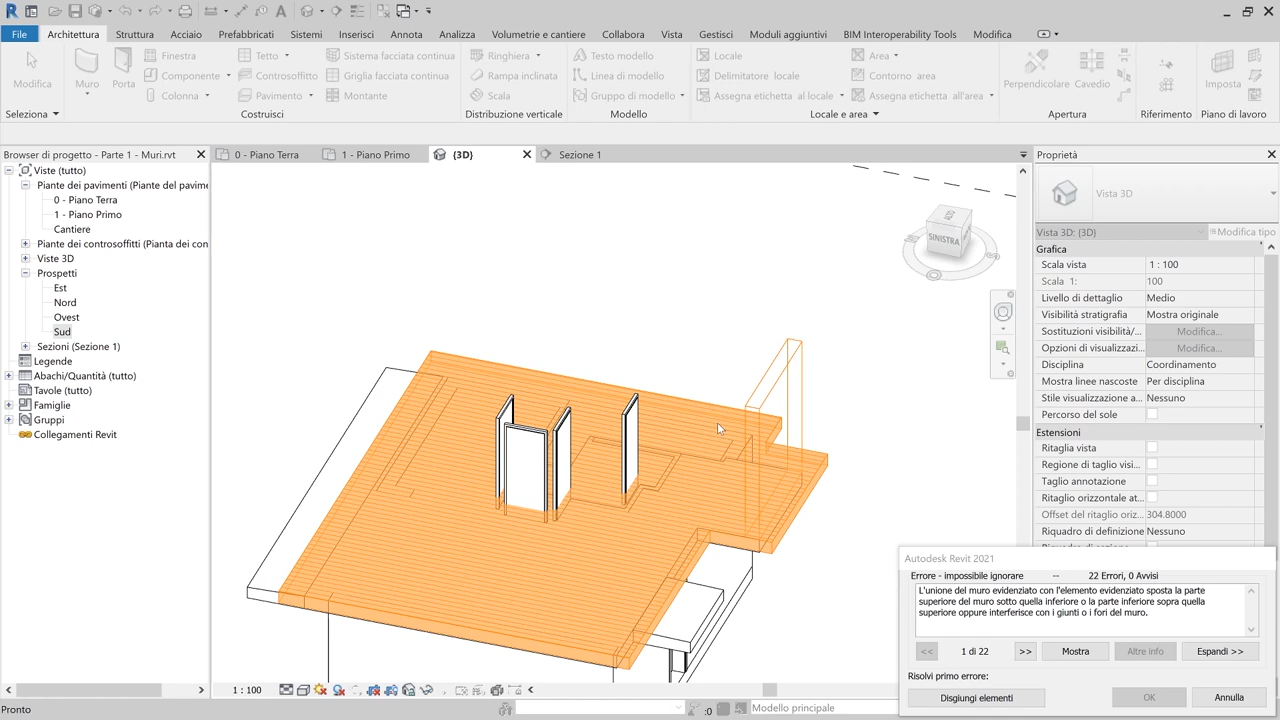 File
Architettura
Struttura
Acciaio
Prefabbricati
Sistemi
Inserisci
Annota
Analizza
Volumetrie e cantiere
Collabora
Vista
Gestisci
Moduli aggiuntivi
BIM Interoperability Tools
Modifica
Modifica
Muro
Porta
Finestra
Componente
Colonna
Tetto
Controsoffitto
Pavimento
Sistema facciata continua
Griglia facciata continua
Montante
Ringhiera
Rampa inclinata
Scala
Testo modello
Linea di modello
Gruppo di modello
Locale
Delimitatore locale
Assegna etichetta al locale
Area
Contorno area
Assegna etichetta all'area
Perpendicolare
Cavedio
Imposta
Seleziona
Costruisci
Distribuzione verticale
Modello
Locale e area
Apertura
Riferimento
Piano di lavoro
Browser di progetto - Parte 1 - Muri.rvt
0 - Piano Terra
1 - Piano Primo
{3D}
Sezione 1
Viste (tutto)
Piante dei pavimenti (Piante del pavime
0 - Piano Terra
1 - Piano Primo
Cantiere
Piante dei controsoffitti (Pianta dei con
Viste 3D
Prospetti
Est
Nord
Ovest
Sud
Sezioni (Sezione 1)
Legende
Abachi/Quantità (tutto)
Tavole (tutto)
Famiglie
Gruppi
Collegamenti Revit
SINISTRA
Proprietà
Vista 3D
Vista 3D: {3D}
Modifica tipo
Grafica
Scala vista 1 : 100
Scala 1: 100
Livello di dettaglio Medio
Visibilità stratigrafia Mostra originale
Sostituzioni visibilità/... Modifica...
Opzioni di visualizzazi... Modifica...
Disciplina Coordinamento
Mostra linee nascoste Per disciplina
Stile visualizzazione a... Nessuno
Percorso del sole
Estensioni
Ritaglia vista
Regione di taglio visi...
Taglio annotazione
Ritaglio orizzontale at...
Offset del ritaglio oriz... 304.8000
Riquadro di definizione Nessuno
Autodesk Revit 2021
Errore - impossibile ignorare -- 22 Errori, 0 Avvisi
L'unione del muro evidenziato con l'elemento evidenziato sposta la parte
superiore del muro sotto quella inferiore o la parte inferiore sopra quella
superiore oppure interferisce con i giunti o i fori del muro.
<< 1 di 22 >> Mostra Altre info Espandi >>
Risolvi primo errore:
Disgiungi elementi OK Annulla
1 : 100
Pronto
:0
Modello principale